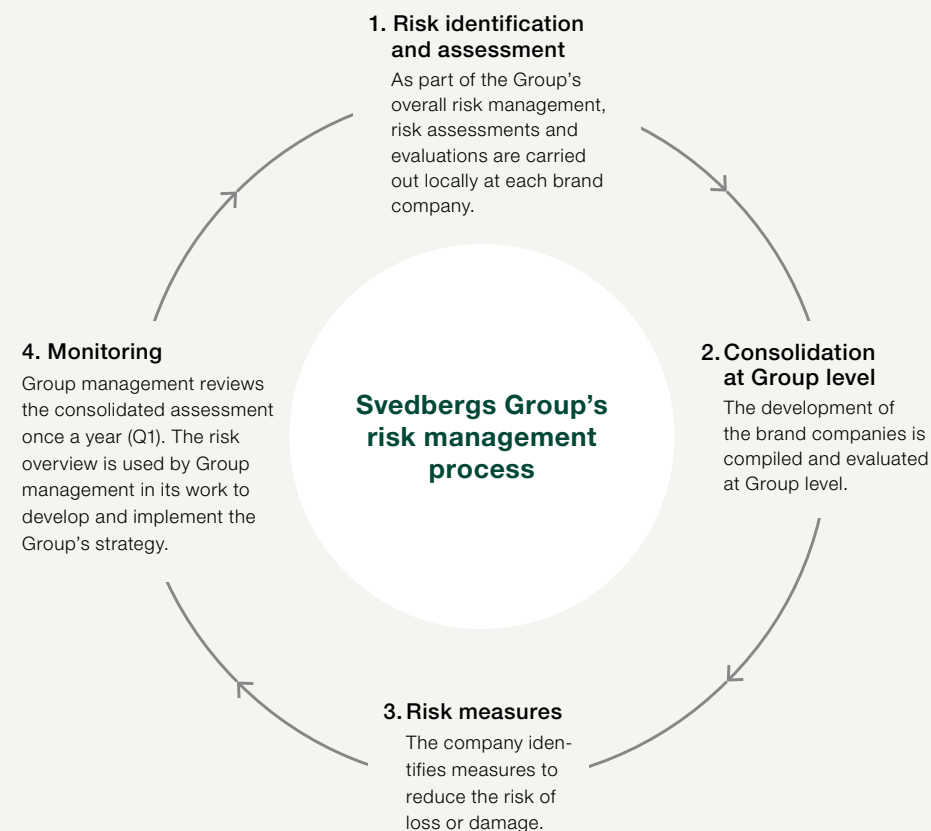 1. Risk identification
and assessment
As part of the Group's
overall risk management,
risk assessments and
evaluations are carried
out locally at each brand
company.
2. Consolidation
at Group level
The development of
the brand companies is
compiled and evaluated
at Group level.
3. Risk measures
The company iden-
tifies measures to
reduce the risk of
loss or damage.
4. Monitoring
Group management reviews
the consolidated assessment
once a year (Q1). The risk
overview is used by Group
management in its work to
develop and implement the
Group's strategy.
Svedbergs Group's
risk management
process